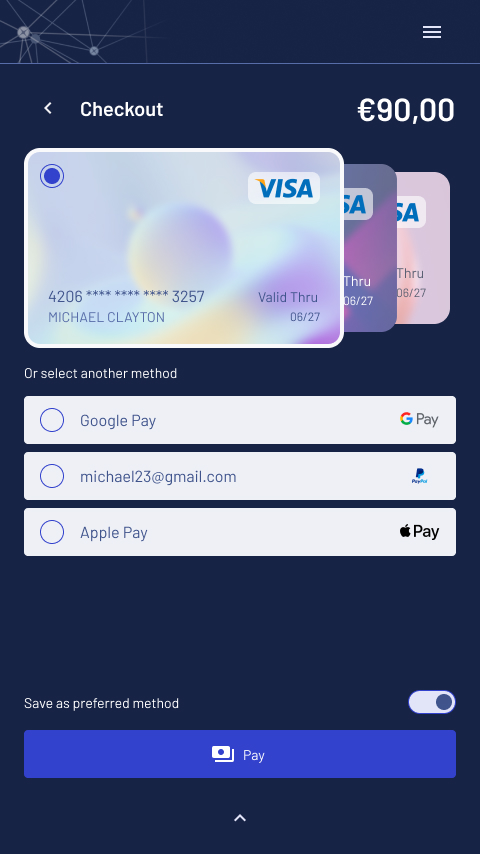 Checkout
€90,00
VISA
4206 **** **** **** 3257
Valid Thru
MICHAEL CLAYTON
06/27
Thru
06/27
Thru
06/27
Or select another method
Google Pay
G Pay
michael23@gmail.com
PayPal
Apple Pay
Pay
Save as preferred method
Pay